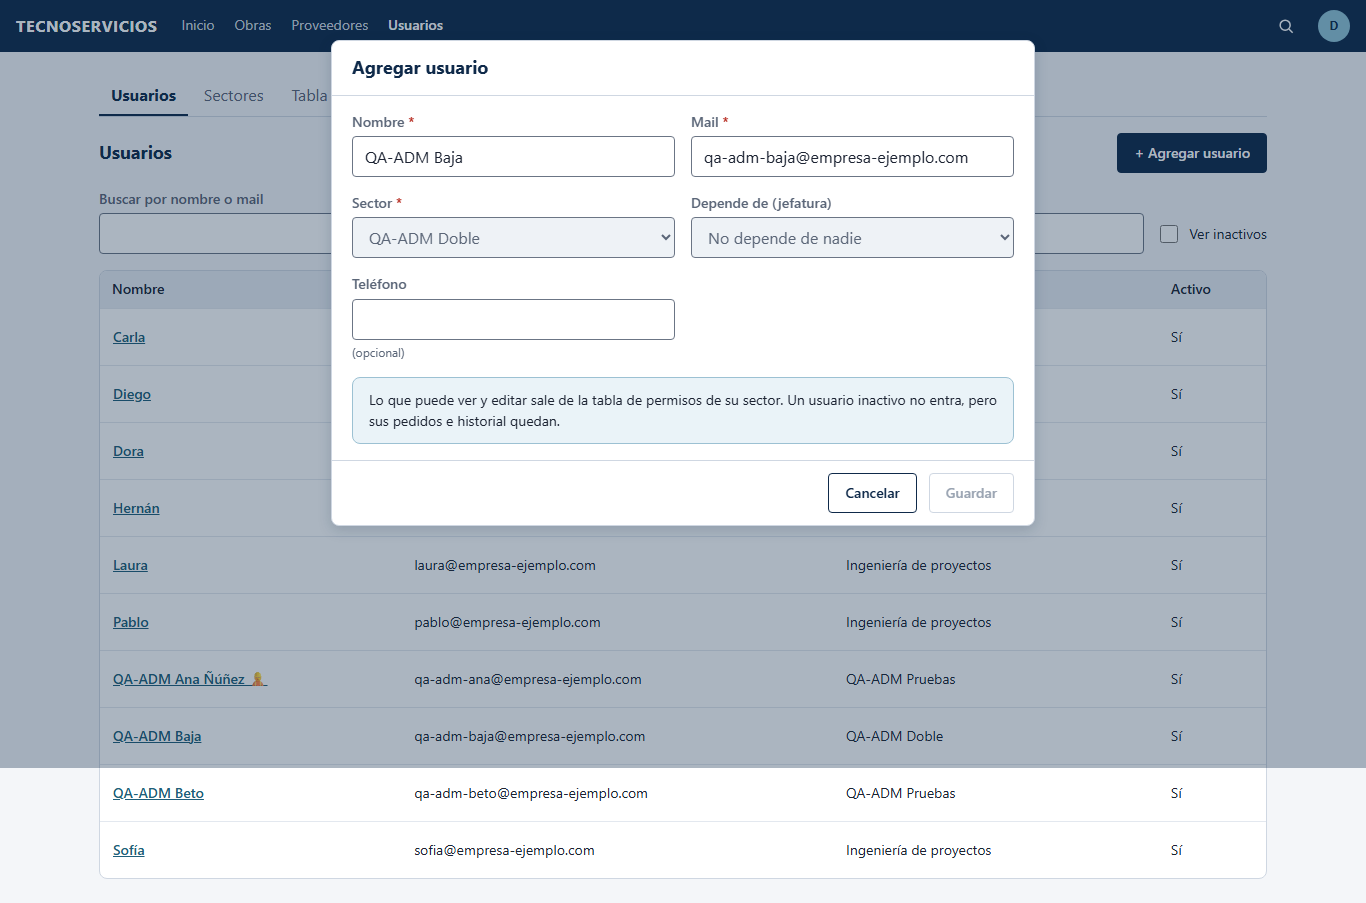 TECNOSERVICIOS Inicio Obras Proveedores Usuarios D
Agregar usuario
Usuarios Sectores Tabla
Nombre * Mail *
QA-ADM Baja qa-adm-baja@empresa-ejemplo.com
Usuarios + Agregar usuario
Sector * Depende de (jefatura)
QA-ADM Doble No depende de nadie
Buscar por nombre o mail
Ver inactivos
Teléfono
(opcional)
Lo que puede ver y editar sale de la tabla de permisos de su sector. Un usuario inactivo no entra, pero
sus pedidos e historial quedan.
Cancelar Guardar
Nombre Activo
Carla Sí
Diego Sí
Dora Sí
Hernán Sí
Laura laura@empresa-ejemplo.com Ingeniería de proyectos Sí
Pablo pablo@empresa-ejemplo.com Ingeniería de proyectos Sí
QA-ADM Ana Ñúñez qa-adm-ana@empresa-ejemplo.com QA-ADM Pruebas Sí
QA-ADM Baja qa-adm-baja@empresa-ejemplo.com QA-ADM Doble Sí
QA-ADM Beto qa-adm-beto@empresa-ejemplo.com QA-ADM Pruebas Sí
Sofía sofia@empresa-ejemplo.com Ingeniería de proyectos Sí